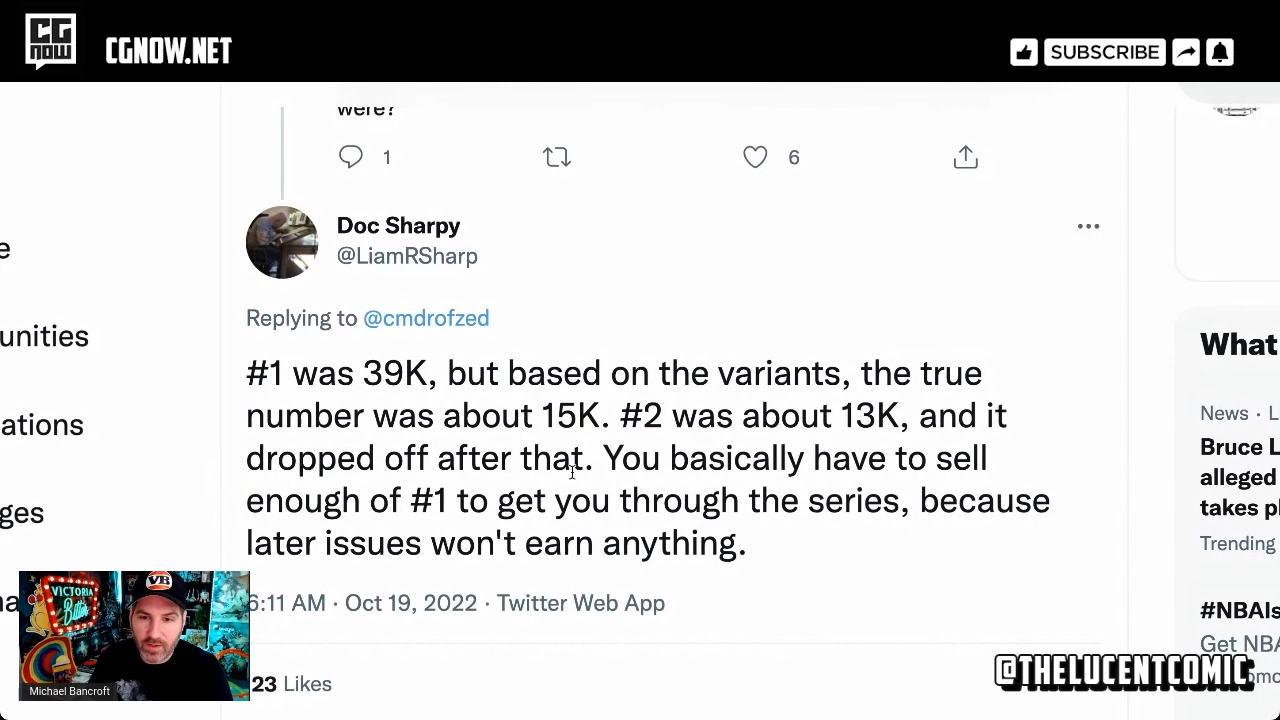 CG
NOW
CGNOW.NET
SUBSCRIBE
were?
1
6
Doc Sharpy
@LiamRSharp
Replying to @cmdrofzed
#1 was 39K, but based on the variants, the true
number was about 15K. #2 was about 13K, and it
dropped off after that. You basically have to sell
enough of #1 to get you through the series, because
later issues won't earn anything.
6:11 AM · Oct 19, 2022 · Twitter Web App
23 Likes
e
unities
ations
ges
What
News · L
Bruce L
alleged
takes pl
Trending
#NBAIs
Get NBA
VICTORIA
Bitter
VB
Michael Bancroft
@THELUCENTCOMIC